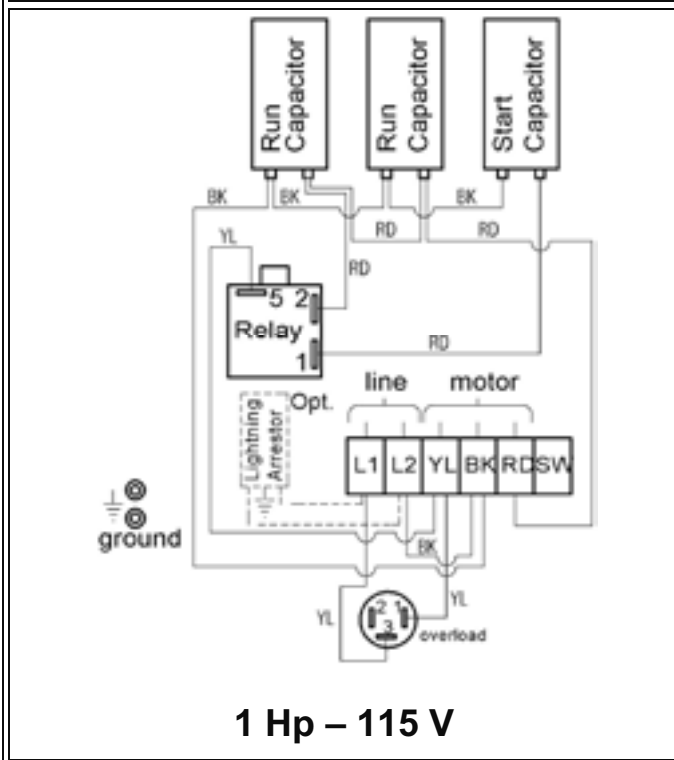 Run
Capacitor
Run
Capacitor
Start
Capacitor
BK
BK
BK
YL
RD
RD
RD
5 2
Relay
1
RD
line
motor
Opt.
Lightning
Arrestor
L1 L2 YL BK RD SW
ground
BK
YL
YL
2 1
3
overload
1 Hp – 115 V